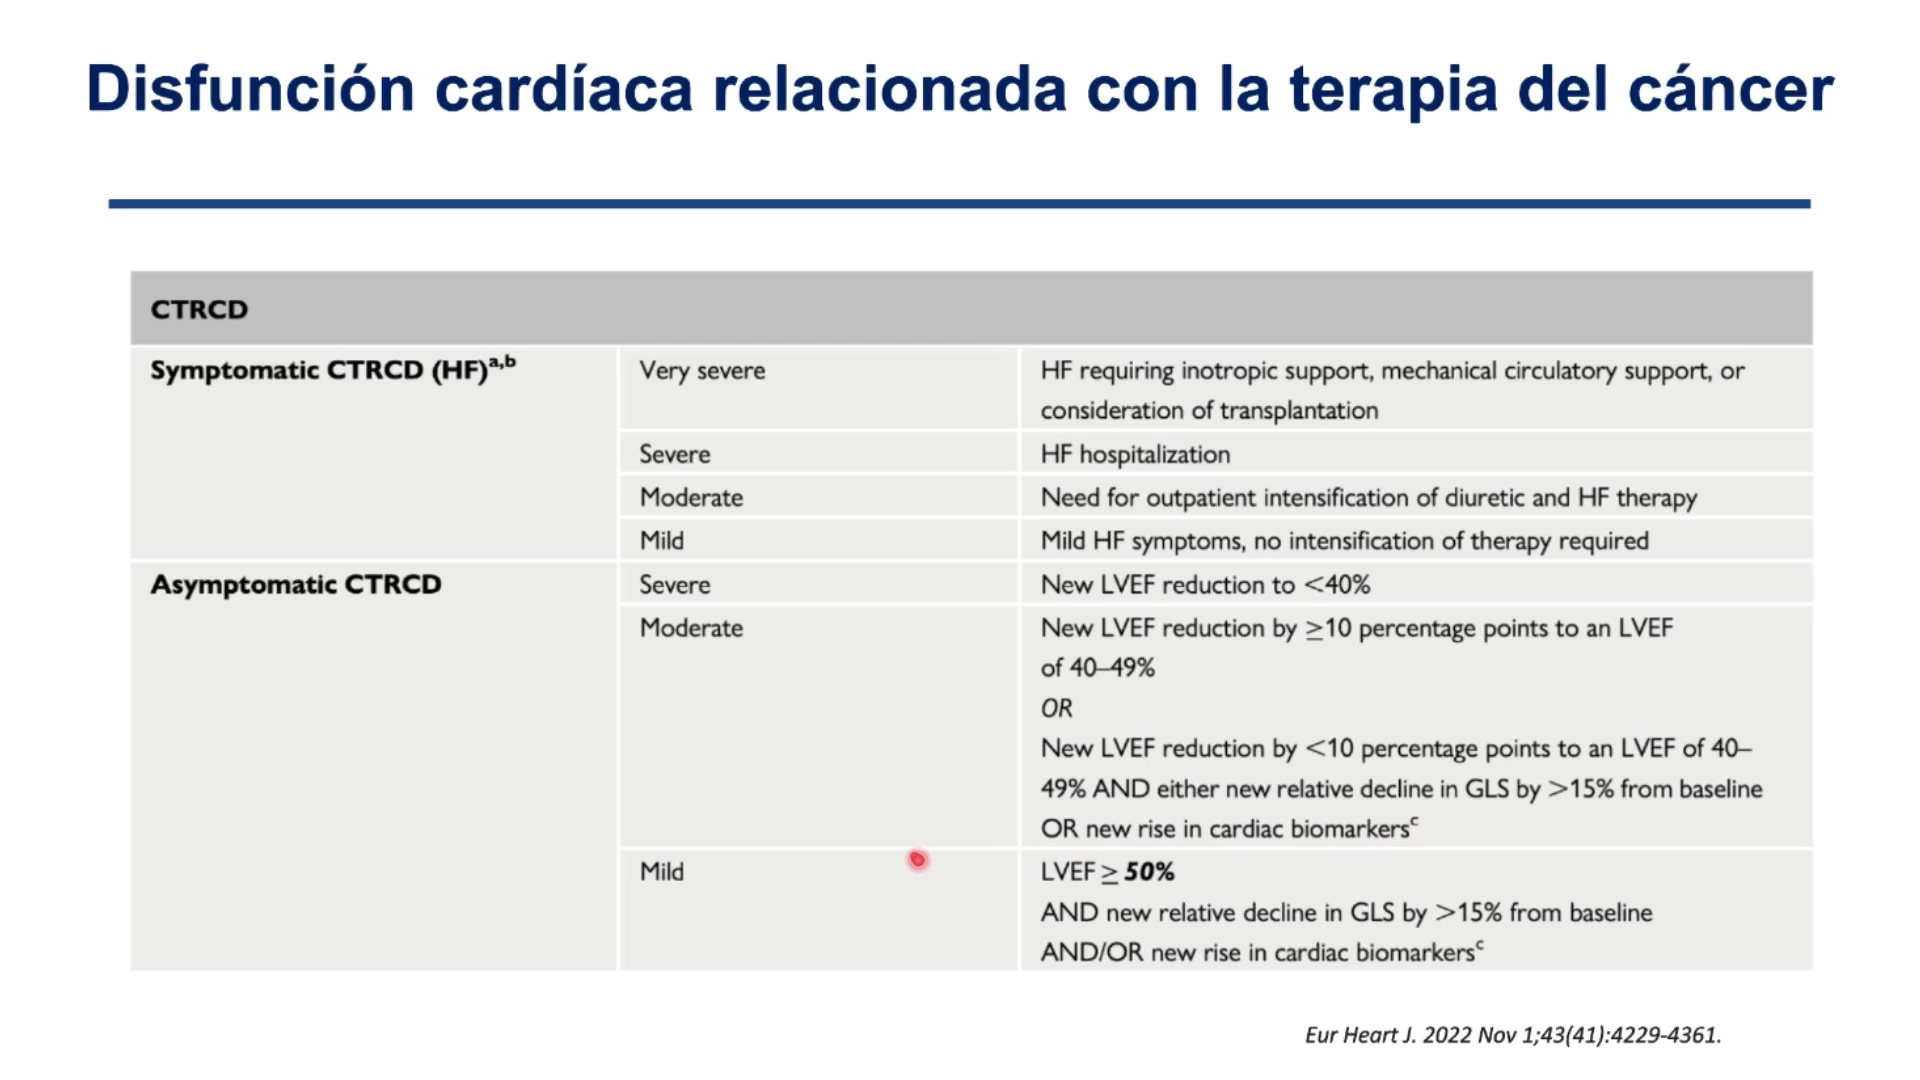 Disfunción cardíaca relacionada con la terapia del cáncer
CTRCD
Symptomatic CTRCD (HF)a,b
Very severe
HF requiring inotropic support, mechanical circulatory support, or
consideration of transplantation
Severe
HF hospitalization
Moderate
Need for outpatient intensification of diuretic and HF therapy
Mild
Mild HF symptoms, no intensification of therapy required
Asymptomatic CTRCD
Severe
New LVEF reduction to <40%
Moderate
New LVEF reduction by ≥10 percentage points to an LVEF
of 40–49%
OR
New LVEF reduction by <10 percentage points to an LVEF of 40–
49% AND either new relative decline in GLS by >15% from baseline
OR new rise in cardiac biomarkersc
Mild
LVEF ≥ 50%
AND new relative decline in GLS by >15% from baseline
AND/OR new rise in cardiac biomarkersc
Eur Heart J. 2022 Nov 1;43(41):4229-4361.